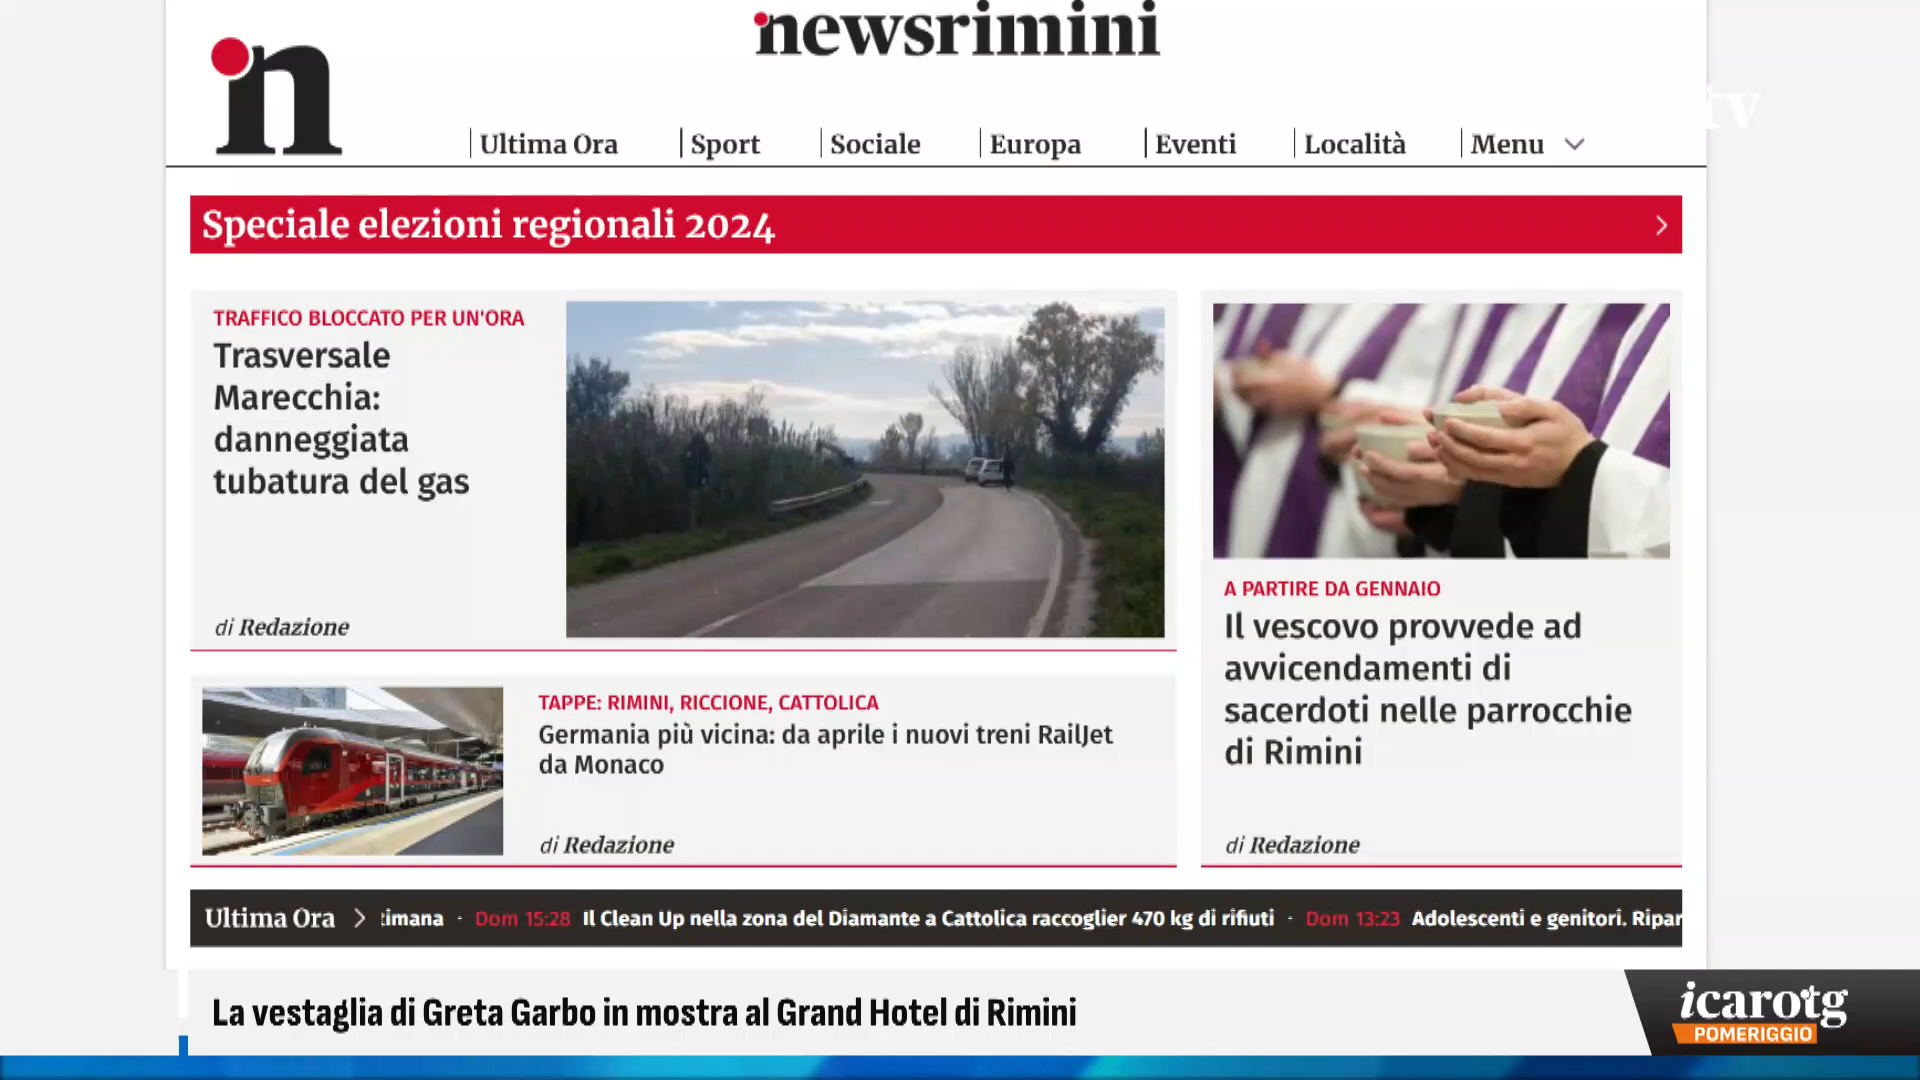 newsrimini
n
tv
Ultima Ora
Sport
Sociale
Europa
Eventi
Località
Menu
Speciale elezioni regionali 2024
TRAFFICO BLOCCATO PER UN'ORA
Trasversale
Marecchia:
danneggiata
tubatura del gas
di Redazione
TAPPE: RIMINI, RICCIONE, CATTOLICA
Germania più vicina: da aprile i nuovi treni RailJet
da Monaco
di Redazione
A PARTIRE DA GENNAIO
Il vescovo provvede ad
avvicendamenti di
sacerdoti nelle parrocchie
di Rimini
di Redazione
Ultima Ora timana · Dom 15:28 Il Clean Up nella zona del Diamante a Cattolica raccoglier 470 kg di rifiuti · Dom 13:23 Adolescenti e genitori. Ripar
La vestaglia di Greta Garbo in mostra al Grand Hotel di Rimini
icarotg
POMERIGGIO